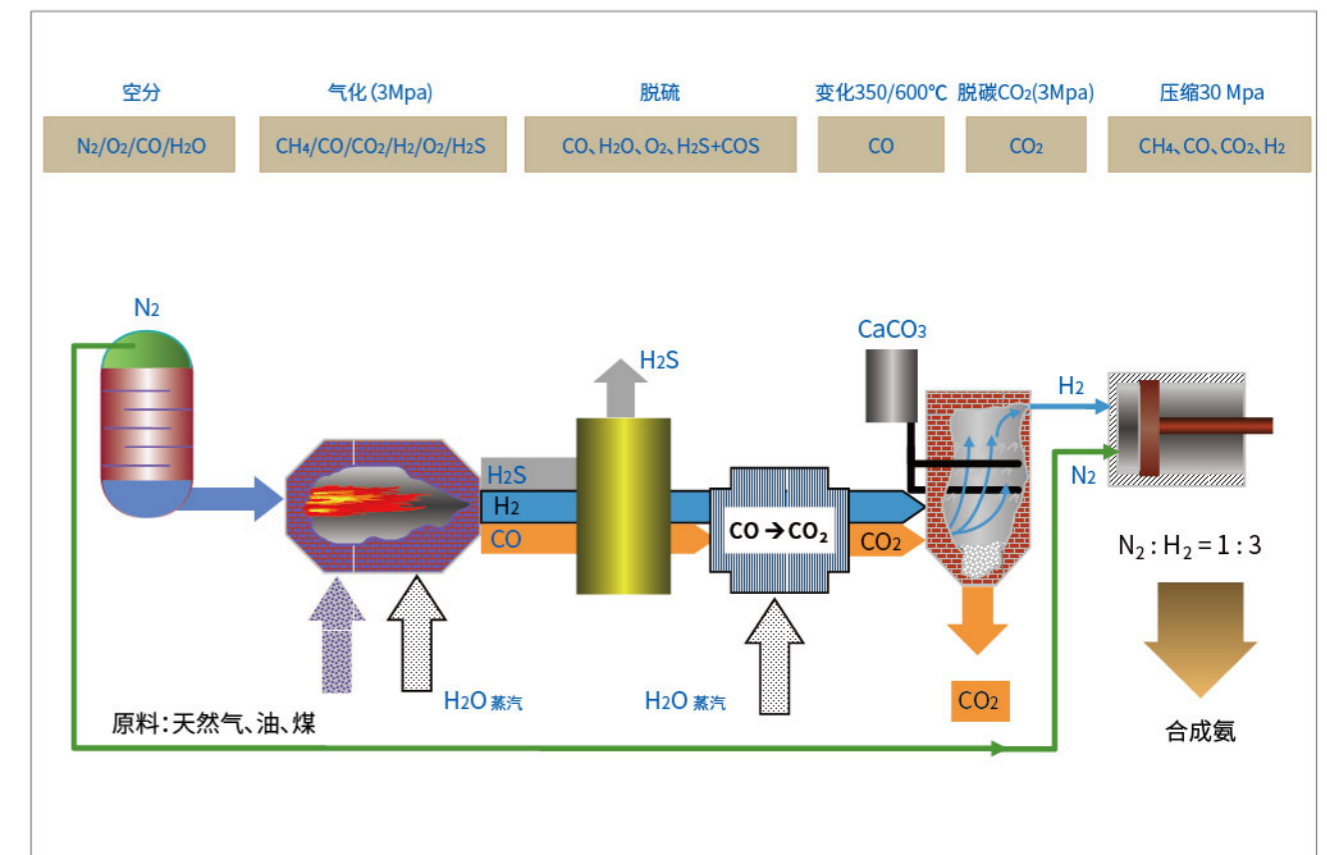 空分
气化(3Mpa)
脱硫
变化350/600℃
脱碳CO2(3Mpa)
压缩30 Mpa
N2/O2/CO/H2O
CH4/CO/CO2/H2/O2/H2S
CO、H2O、O2、H2S+COS
CO
CO2
CH4、CO、CO2、H2
N2
CaCO3
H2S
H2
N2
H2S
H2
CO
CO→CO₂
CO2
N₂:H₂=1:3
H2O 蒸汽
H2O 蒸汽
CO2
原料:天然气、油、煤
合成氨